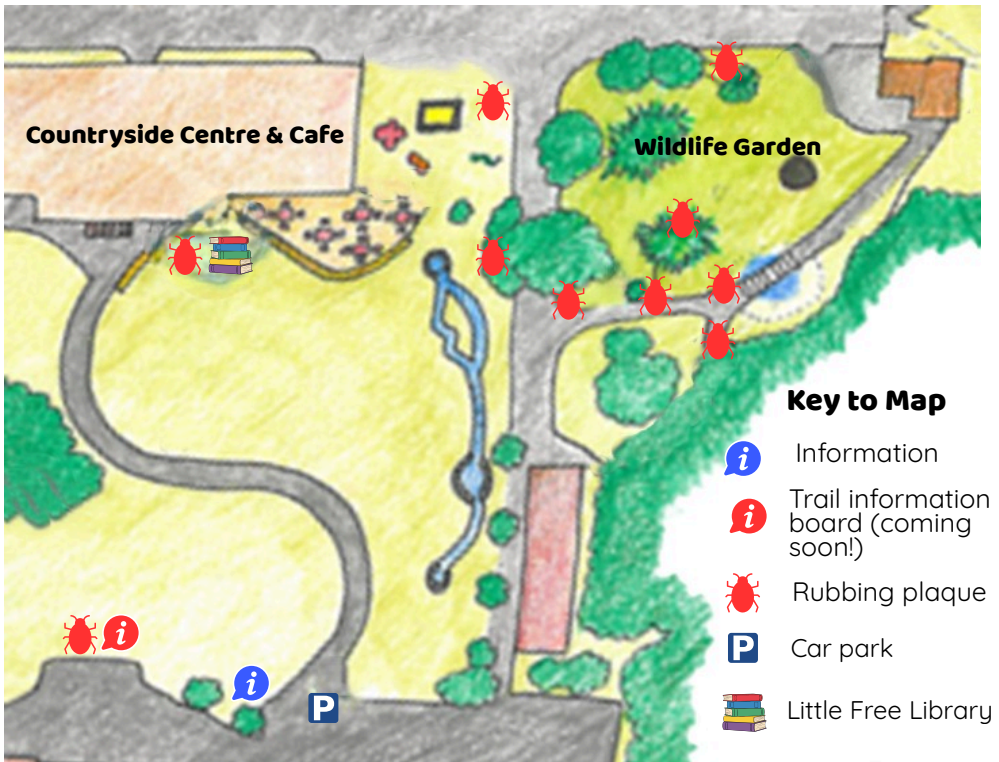 Countryside Centre & Cafe
Wildlife Garden
Key to Map
i
Information
i
Trail information
board (coming
soon!)
Rubbing plaque
P
Car park
Little Free Library
i
i
P